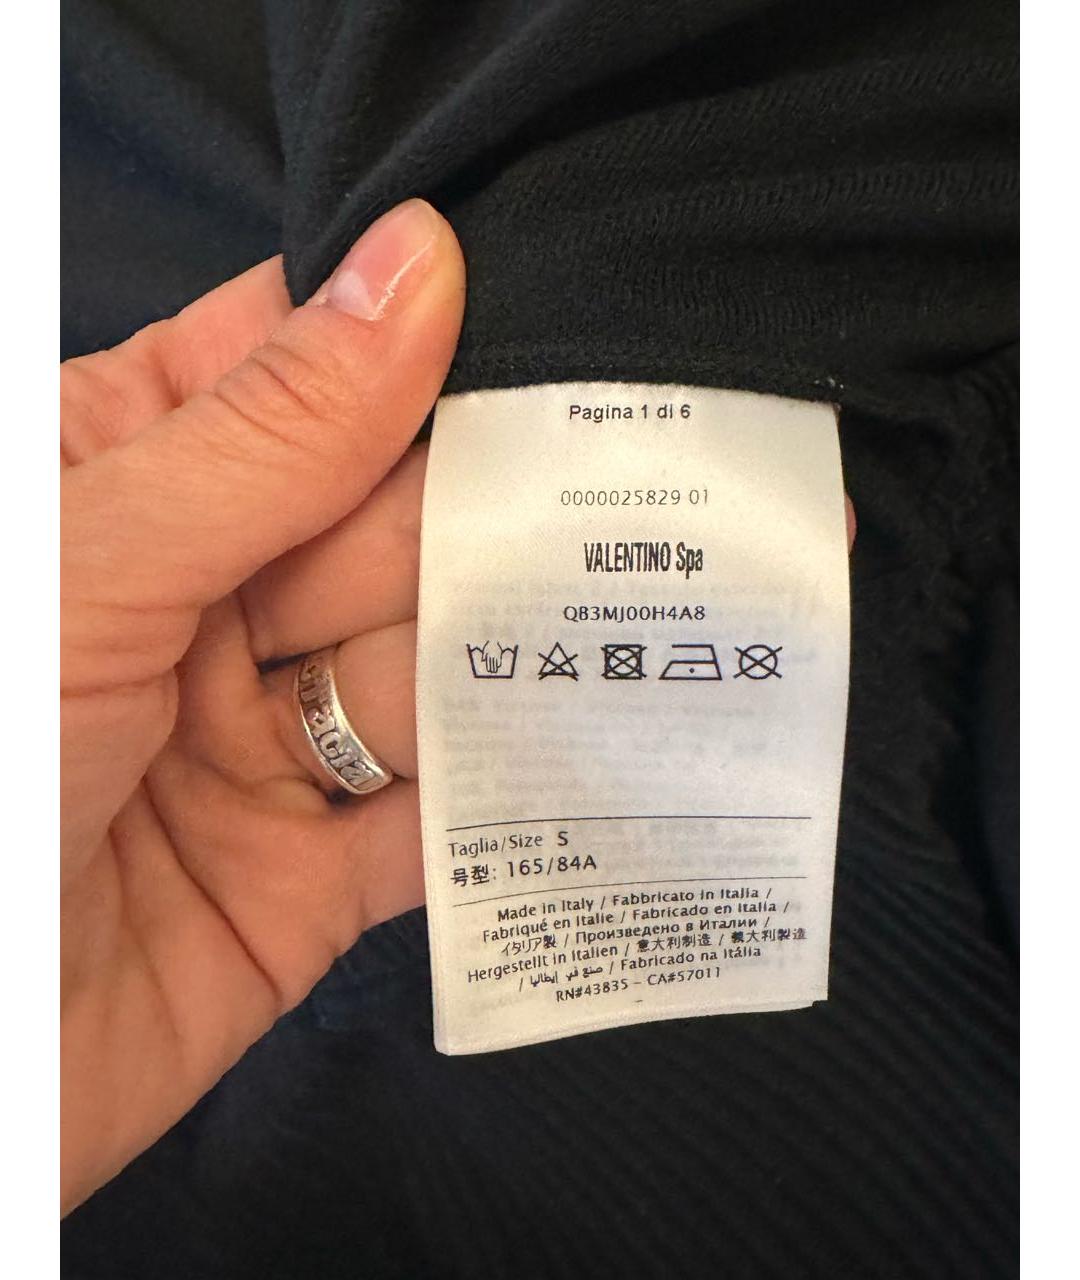 Pagina 1 di 6
0000025829 01
VALENTINO Spa
QB3MJ00H4A8
Taglia/Size S
号型: 165/84A
Made in Italy / Fabbricato in Italia /
Fabriqué en Italie / Fabricado en Italia /
イタリア製 / Произведено в Италии /
Hergestellt in Italien / 意大利制造 / 義大利製造
/ صنع في إيطاليا / Fabricado na Itália
RN#43835 - CA#57011